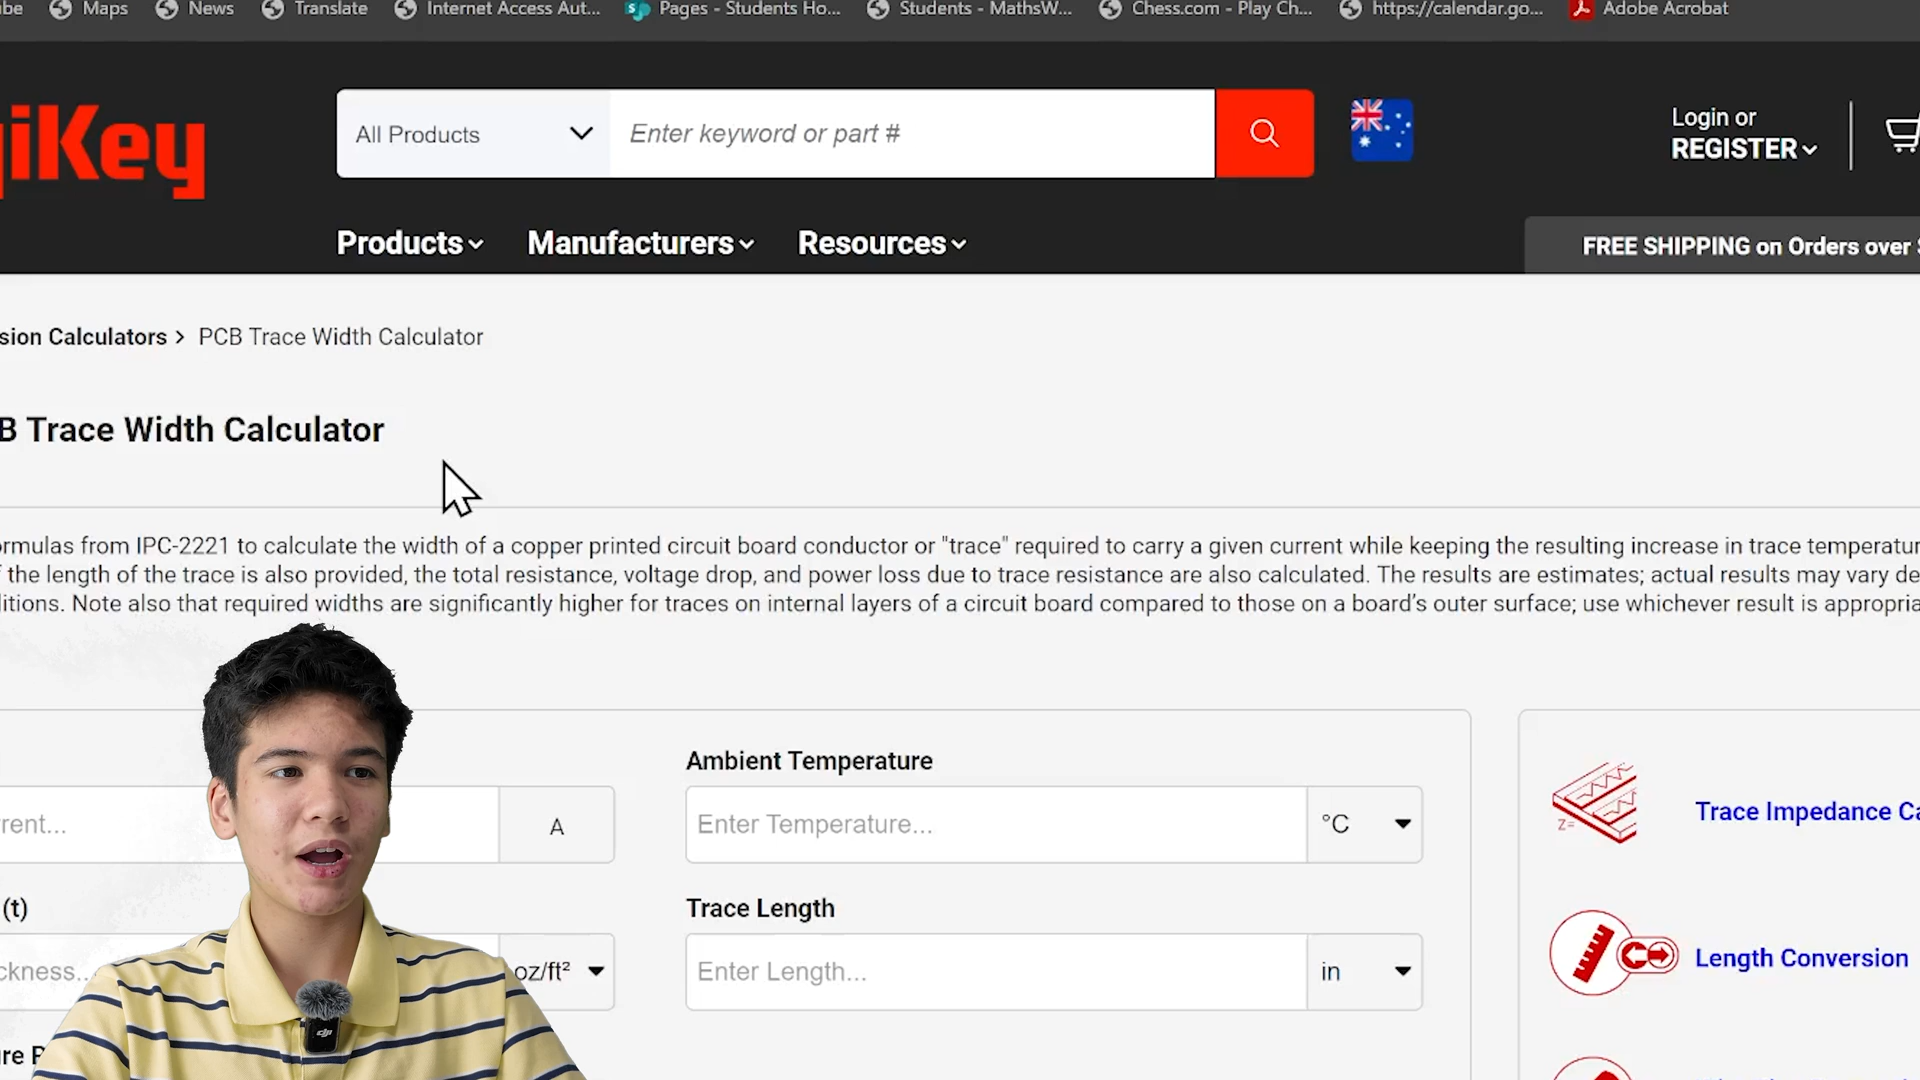 be Maps News Translate Internet Access Aut... Pages - Students Ho... Students - MathsW... Chess.com - Play Ch... https://calendar.go... Adobe Acrobat
iKey
All Products
Enter keyword or part #
Login or
REGISTER
Products Manufacturers Resources
FREE SHIPPING on Orders over
sion Calculators > PCB Trace Width Calculator
B Trace Width Calculator
ormulas from IPC-2221 to calculate the width of a copper printed circuit board conductor or "trace" required to carry a given current while keeping the resulting increase in trace temperatur
f the length of the trace is also provided, the total resistance, voltage drop, and power loss due to trace resistance are also calculated. The results are estimates; actual results may vary de
ditions. Note also that required widths are significantly higher for traces on internal layers of a circuit board compared to those on a board's outer surface; use whichever result is appropria
rent...
A
Ambient Temperature
Enter Temperature...
°C
(t)
ckness...
oz/ft²
Trace Length
Enter Length...
in
re
Z=
Trace Impedance Ca
Length Conversion
dji